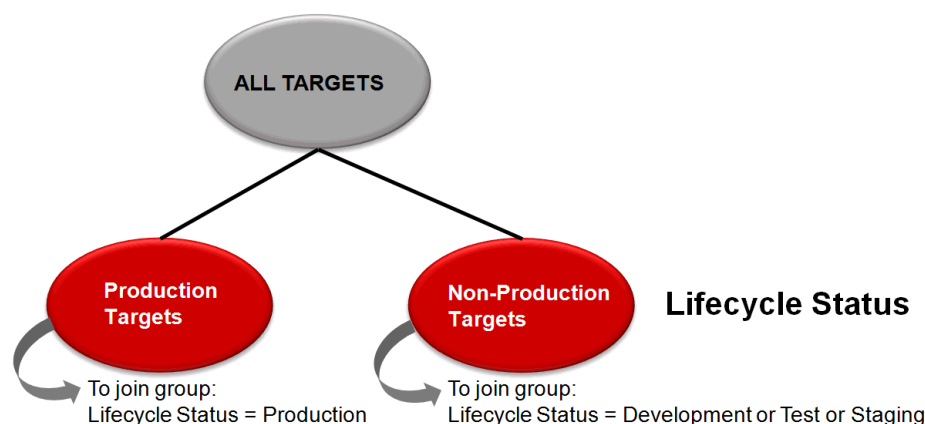 ALL TARGETS
Production
Targets
Non-Production
Targets
Lifecycle Status
To join group:
Lifecycle Status = Production
To join group:
Lifecycle Status = Development or Test or Staging